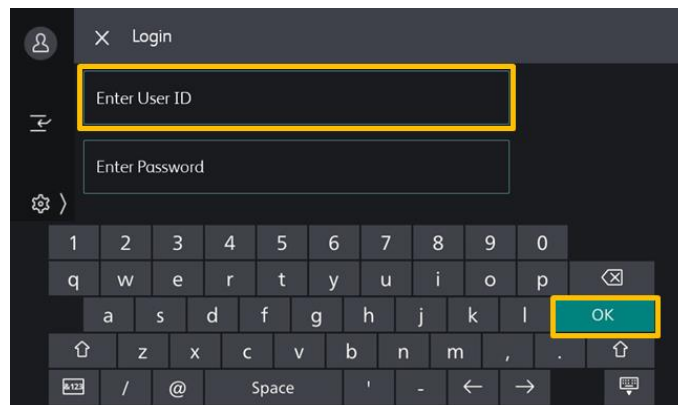 Login
Enter User ID
Enter Password
1 2 3 4 5 6 7 8 9 0
q w e r t y u i o p
a s d f g h j k l OK
z x c v b n m , .
&123 / @ Space ' - ← →